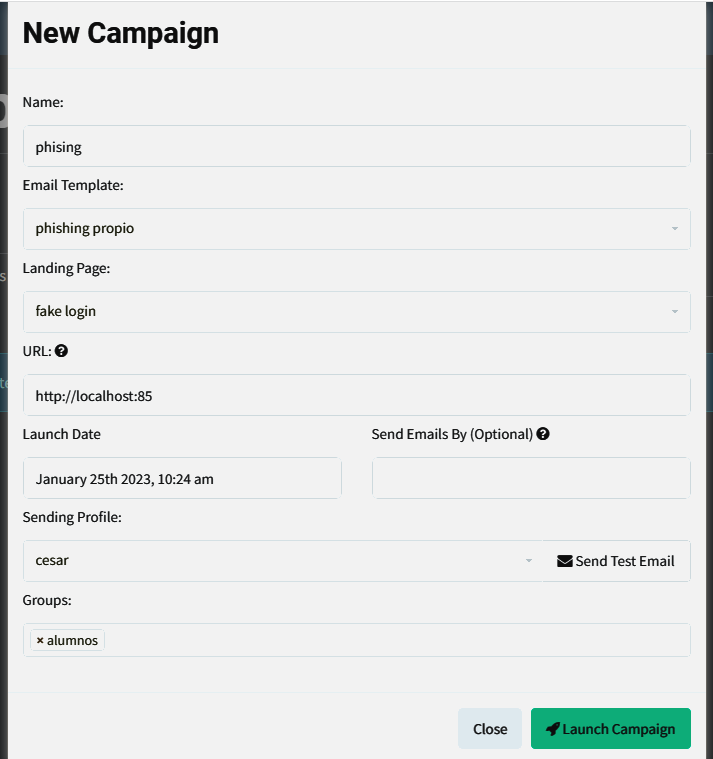 New Campaign
Name:
phising
Email Template:
phishing propio
Landing Page:
fake login
URL:
http://localhost:85
Launch Date
Send Emails By (Optional)
January 25th 2023, 10:24 am
Sending Profile:
cesar
Send Test Email
Groups:
× alumnos
Close
Launch Campaign